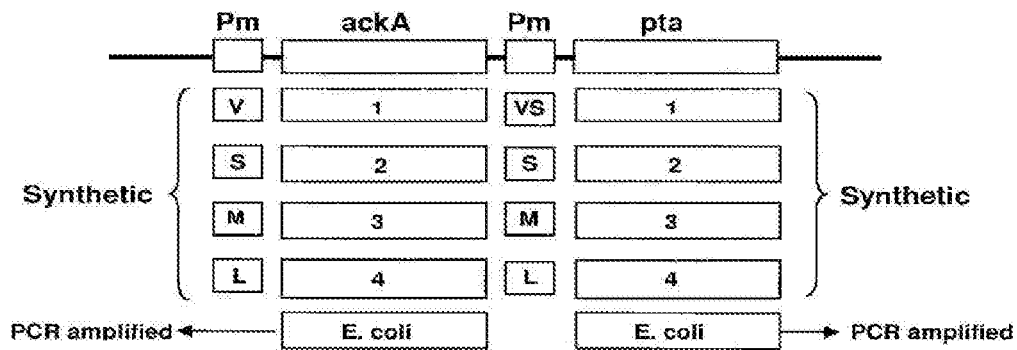 Pm ackA Pm pta
V 1 VS 1
S 2 S 2
Synthetic Synthetic
M 3 M 3
L 4 L 4
PCR amplified E. coli E. coli PCR amplified